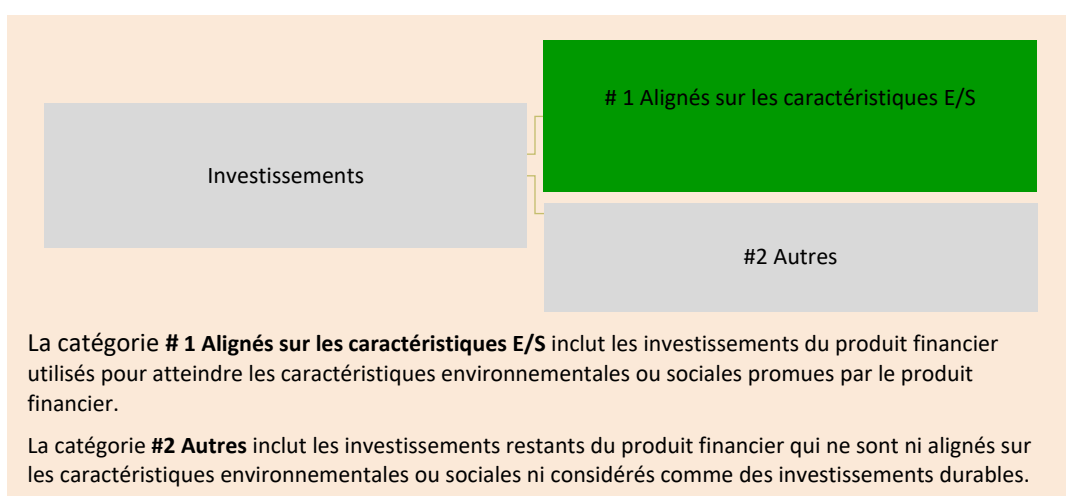 # 1 Alignés sur les caractéristiques E/S
Investissements
#2 Autres
La catégorie # 1 Alignés sur les caractéristiques E/S inclut les investissements du produit financier
utilisés pour atteindre les caractéristiques environnementales ou sociales promues par le produit
financier.
La catégorie #2 Autres inclut les investissements restants du produit financier qui ne sont ni alignés sur
les caractéristiques environnementales ou sociales ni considérés comme des investissements durables.